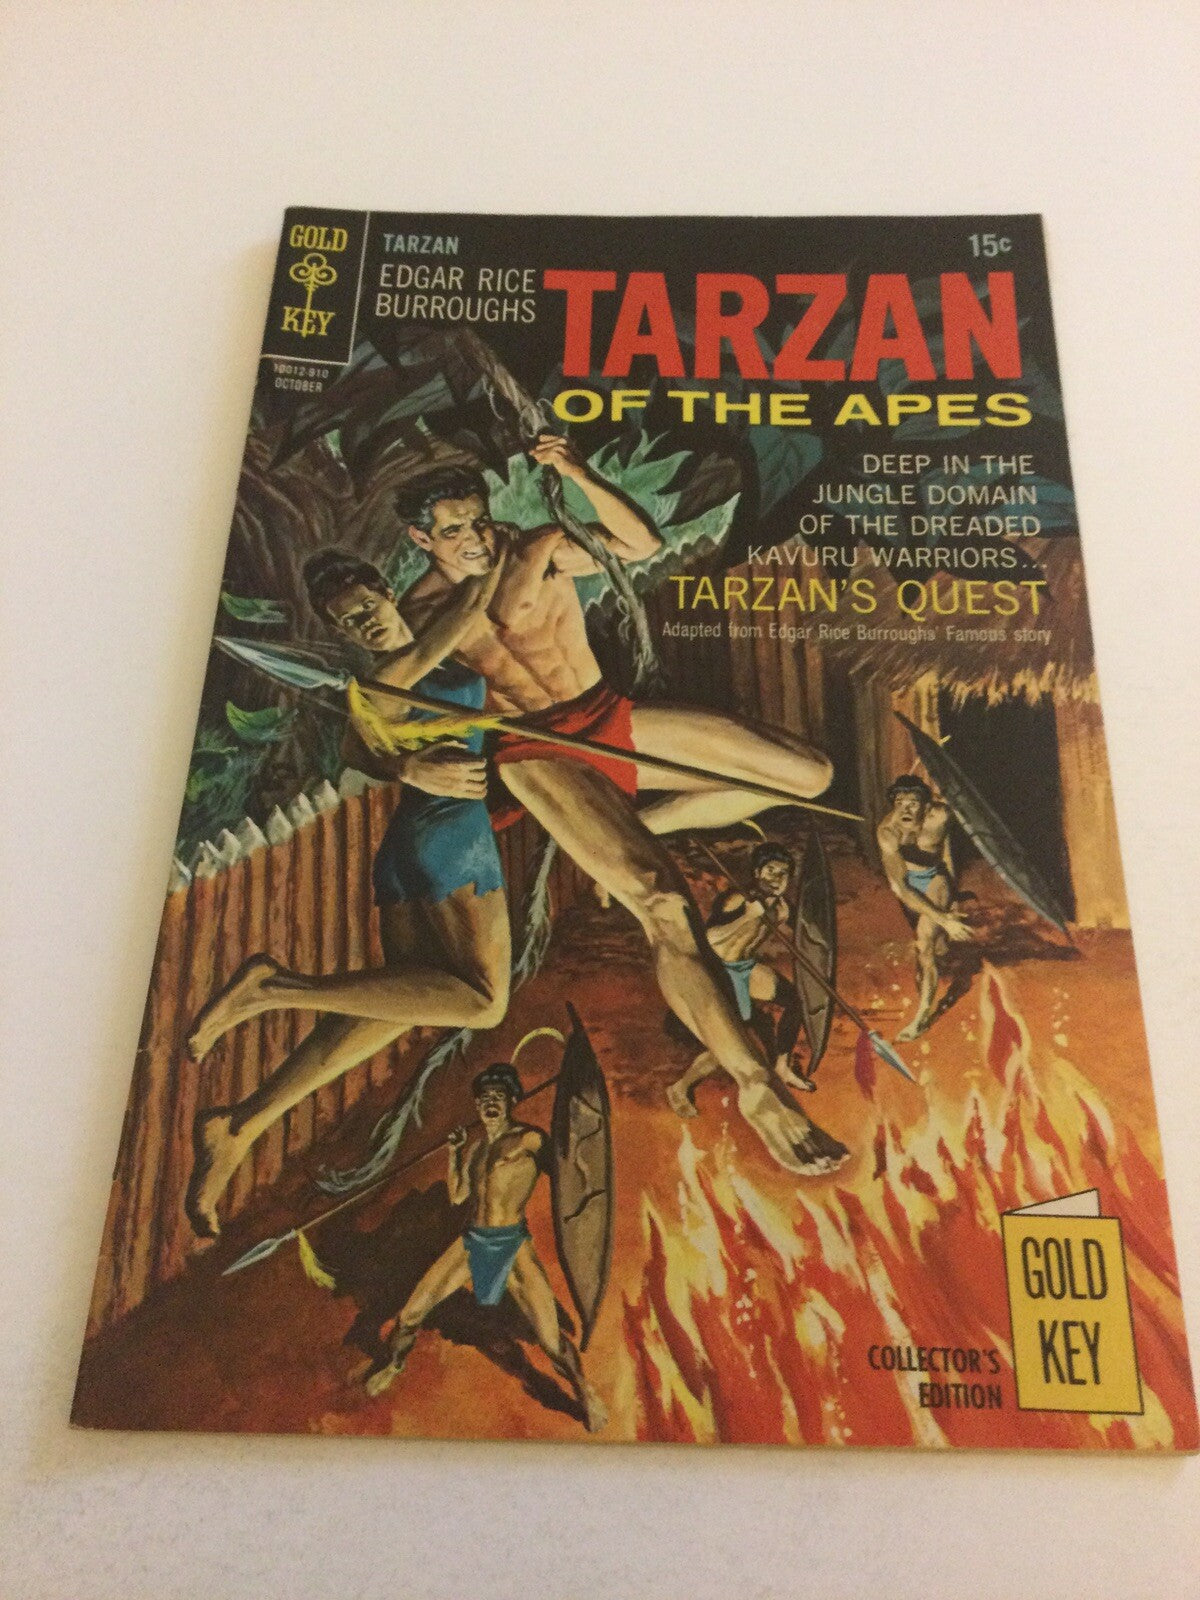 GOLD
KEY
10012-910
OCTOBER
TARZAN
EDGAR RICE
BURROUGHS
15¢
TARZAN
OF THE APES
DEEP IN THE
JUNGLE DOMAIN
OF THE DREADED
KAVURU WARRIORS...
TARZAN'S QUEST
Adapted from Edgar Rice Burroughs' Famous story
COLLECTOR'S
EDITION
GOLD
KEY